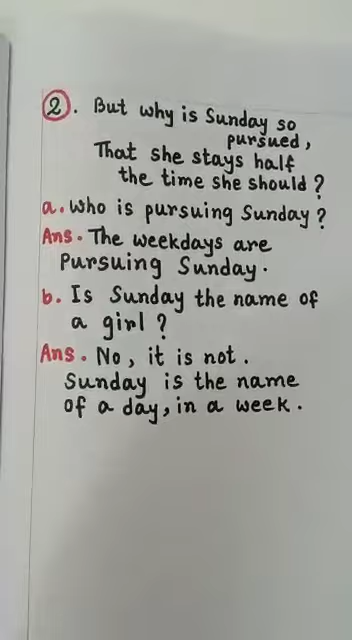 2. But why is Sunday so
pursued,
That she stays half
the time she should?
a. Who is pursuing Sunday?
Ans. The weekdays are
Pursuing Sunday.
b. Is Sunday the name of
a girl?
Ans. No, it is not.
Sunday is the name
of a day, in a week.